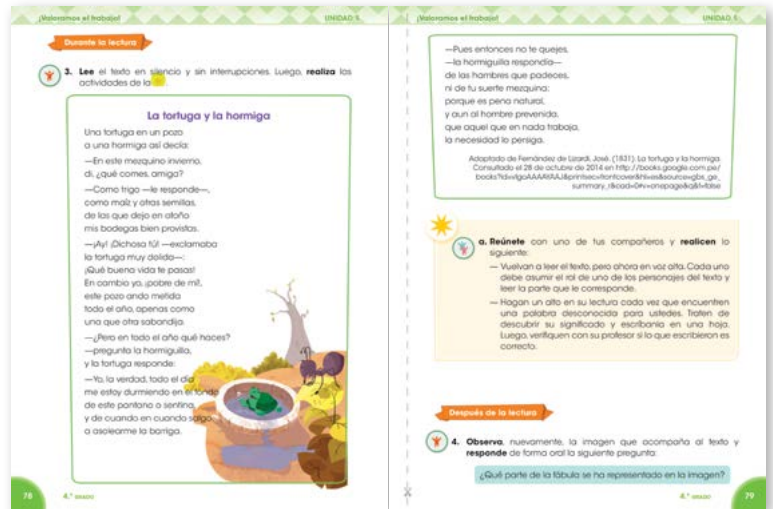 ¡Valoramos el trabajo!
UNIDAD 5
Durante la lectura
3. Lee el texto en silencio y sin interrupciones. Luego, realiza las
actividades de la
La tortuga y la hormiga
Una tortuga en un pozo
a una hormiga así decía:
—En este mezquino invierno,
di, ¿qué comes, amiga?
—Como trigo —le responde—,
como maíz y otras semillas,
de las que dejo en otoño
mis bodegas bien provistas.
—¡Ay! ¡Dichosa tú! —exclamaba
la tortuga muy dolida—:
¡Qué buena vida te pasas!
En cambio yo, ¡pobre de mí!,
este pozo ando metida
todo el año, apenas como
una que otra sabandija.
—¿Pero en todo el año qué haces?
—pregunta la hormiguilla,
y la tortuga responde:
—Yo, la verdad, todo el día
me estoy durmiendo en el fondo
de este pantano o sentina,
y de cuando en cuando salgo
a asolearme la barriga.
78
4.° GRADO
¡Valoramos el trabajo!
UNIDAD 5
—Pues entonces no te quejes,
—la hormiguilla respondía—
de las hambres que padeces,
ni de tu suerte mezquina;
porque es pena natural,
y aun al hombre prevenida,
que aquel que en nada trabaja,
la necesidad lo persiga.
Adaptado de Fernández de Lizardi, José. (1831). La tortuga y la hormiga.
Consultado el 28 de octubre de 2014 en http://books.google.com.pe/
a. Reúnete con uno de tus compañeros y realicen lo
siguiente:
— Vuelvan a leer el texto, pero ahora en voz alta. Cada uno
debe asumir el rol de uno de los personajes del texto y
leer la parte que le corresponde.
— Hagan un alto en su lectura cada vez que encuentren
una palabra desconocida para ustedes. Traten de
descubrir su significado y escríbanla en una hoja.
Luego, verifiquen con su profesor si lo que escribieron es
correcto.
Después de la lectura
4. Observa, nuevamente, la imagen que acompaña al texto y
responde de forma oral la siguiente pregunta:
¿Qué parte de la fábula se ha representado en la imagen?
4.° GRADO
79